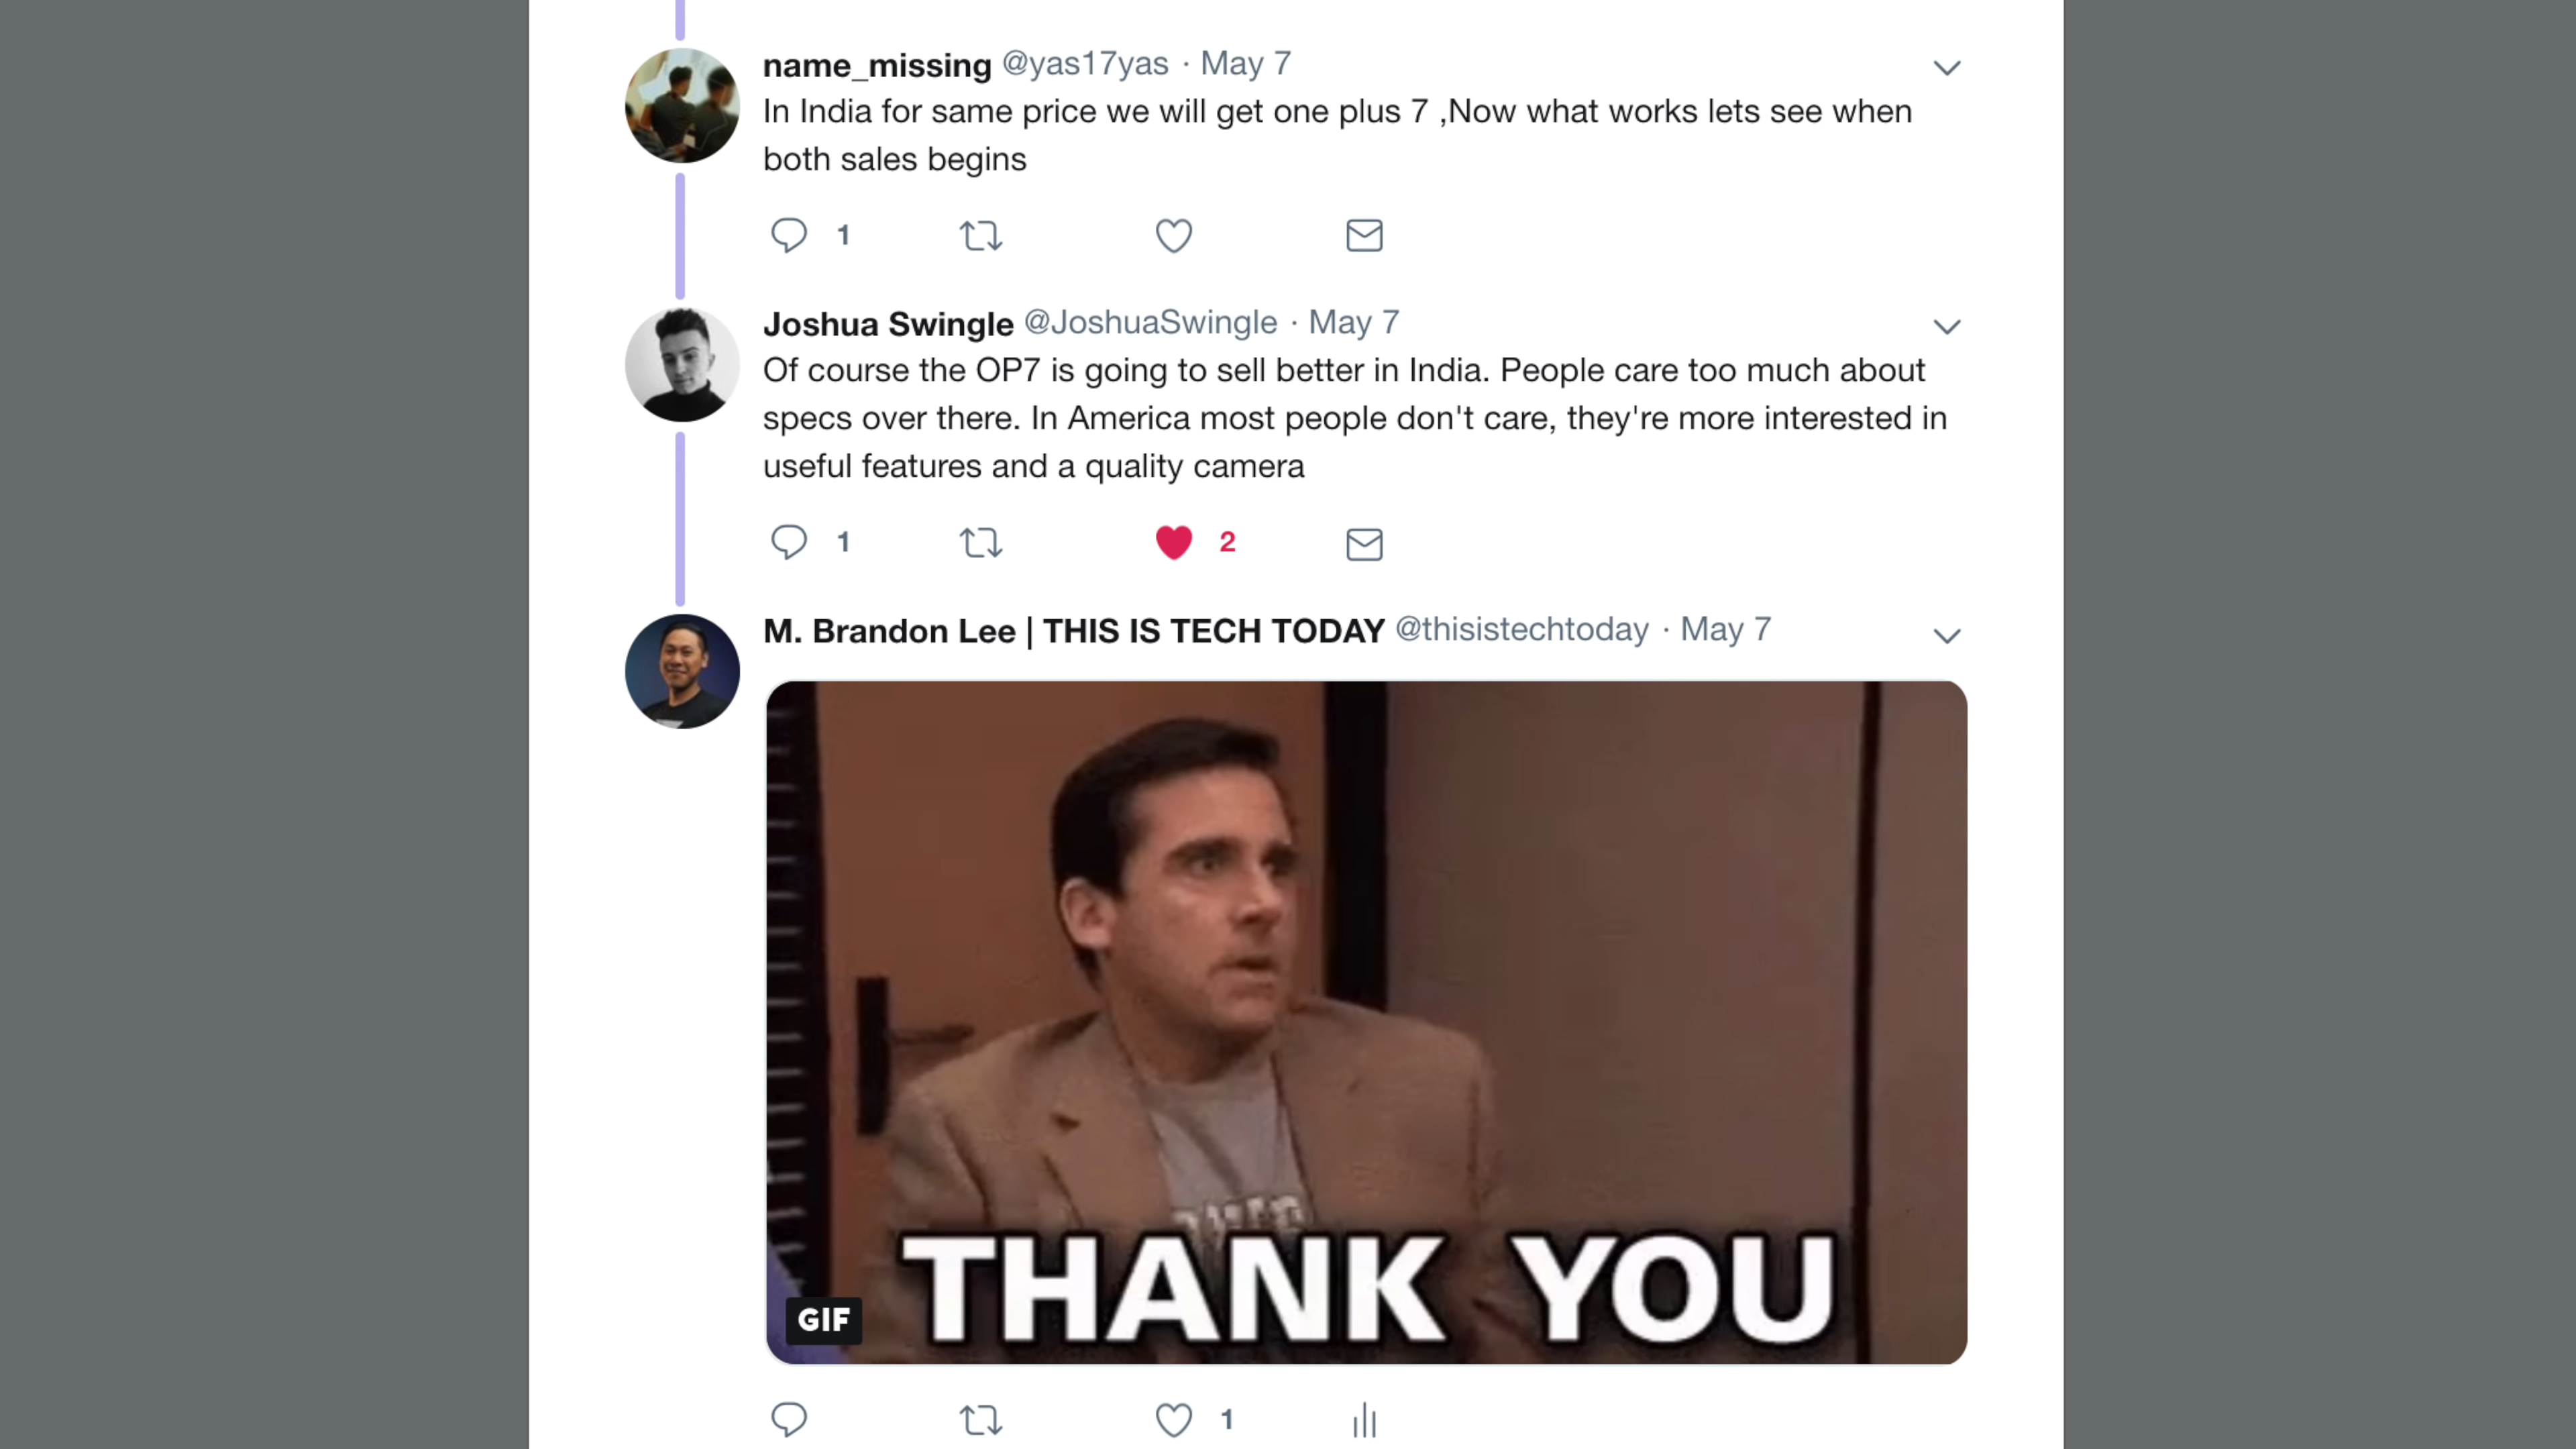 name_missing @yas17yas · May 7
In India for same price we will get one plus 7 ,Now what works lets see when
both sales begins
1
Joshua Swingle @JoshuaSwingle · May 7
Of course the OP7 is going to sell better in India. People care too much about
specs over there. In America most people don't care, they're more interested in
useful features and a quality camera
1 2
M. Brandon Lee | THIS IS TECH TODAY @thisistechtoday · May 7
THANK YOU
GIF
1